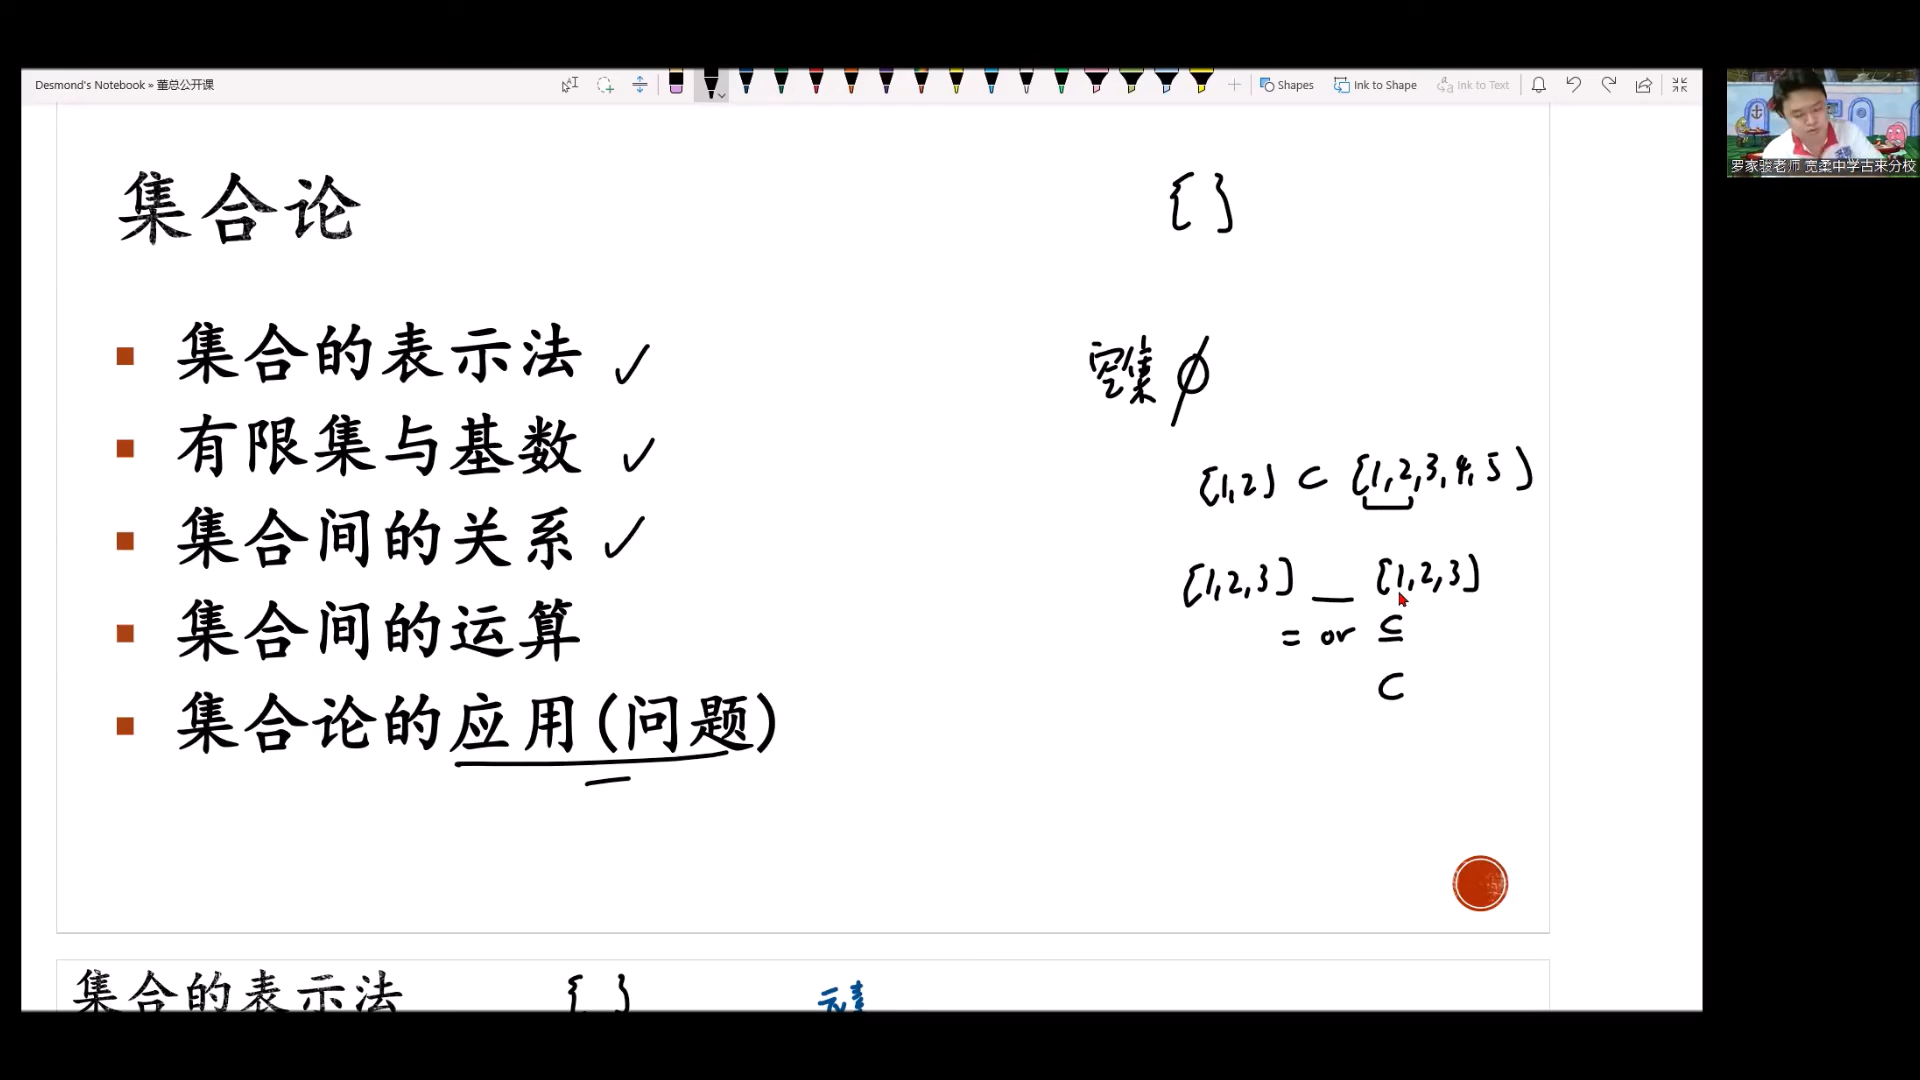 Desmond's Notebook » 董总公开课
Shapes
Ink to Shape
Ink to Text
罗家骏老师 宽柔中学古来分校
集合论
{ }
集合的表示法 ✓
空集 ∅
有限集与基数 ✓
{1,2} ⊂ {1,2,3,4,5}
集合间的关系 ✓
{1,2,3} __ {1,2,3}
= or ⊆
⊂
集合间的运算
集合论的应用(问题)
集合的表示法 { } 元素